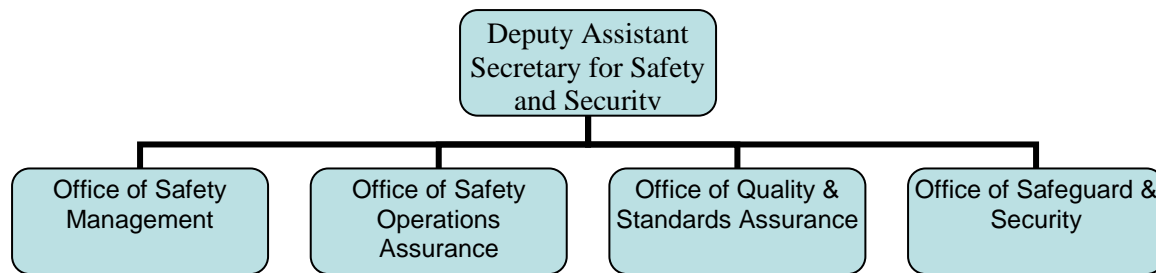 Deputy Assistant
Secretary for Safety
and Security
Office of Safety
Management
Office of Safety
Operations
Assurance
Office of Quality &
Standards Assurance
Office of Safeguard &
Security